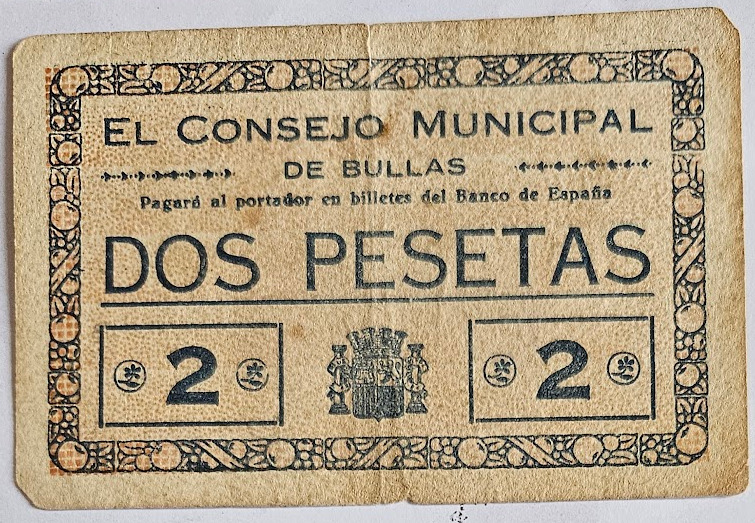 EL CONSEJO MUNICIPAL
DE BULLAS
Pagará al portador en billetes del Banco de España
DOS PESETAS
2 2